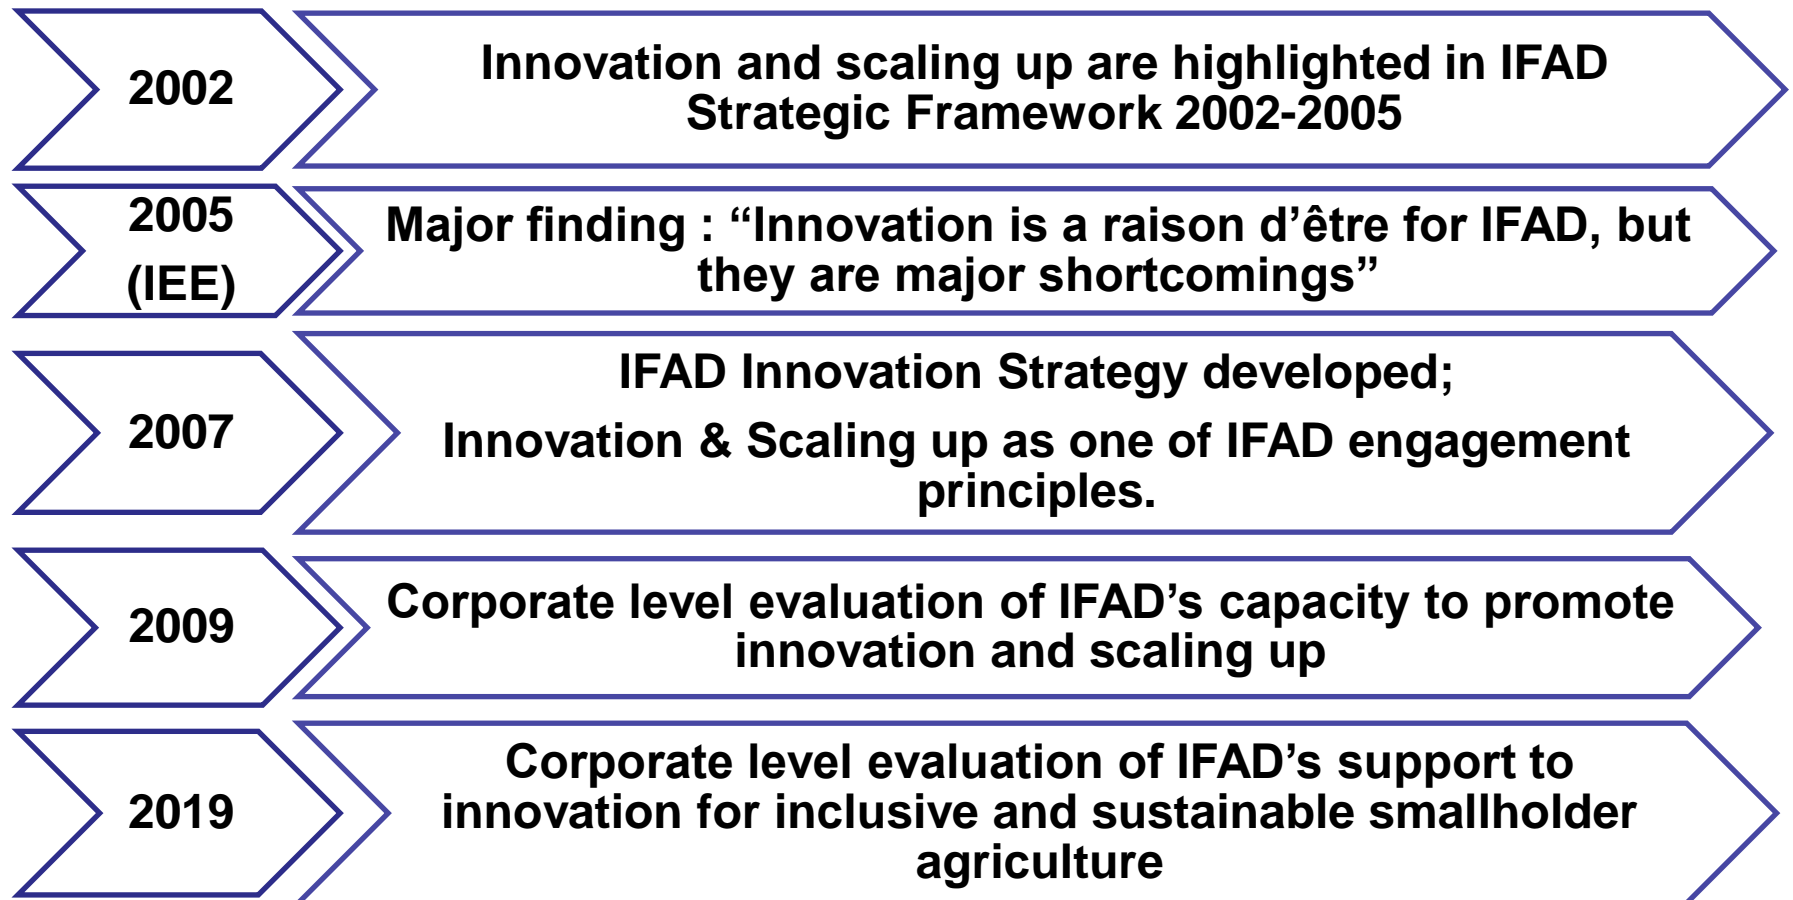 2002
Innovation and scaling up are highlighted in IFAD
Strategic Framework 2002-2005
2005
(IEE)
Major finding : “Innovation is a raison d’être for IFAD, but
they are major shortcomings”
2007
IFAD Innovation Strategy developed;
Innovation & Scaling up as one of IFAD engagement
principles.
2009
Corporate level evaluation of IFAD’s capacity to promote
innovation and scaling up
2019
Corporate level evaluation of IFAD’s support to
innovation for inclusive and sustainable smallholder
agriculture